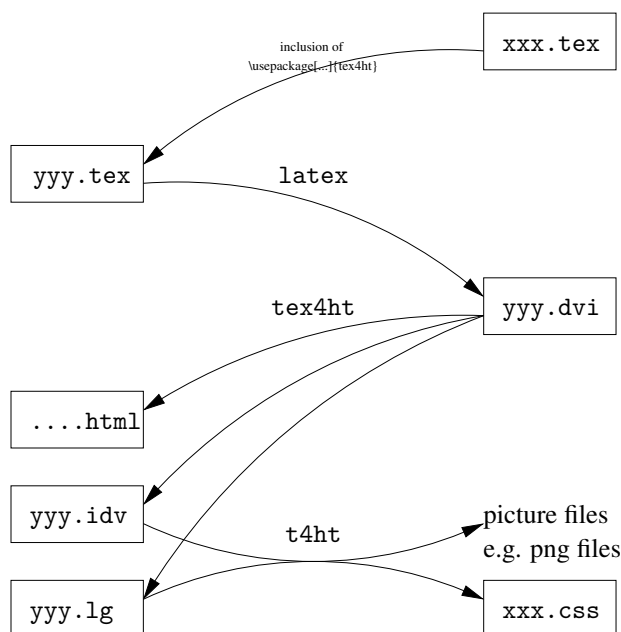 inclusion of
\usepackage[...]{tex4ht}
xxx.tex
yyy.tex
latex
yyy.dvi
tex4ht
....html
yyy.idv
t4ht
picture files
e.g. png files
yyy.lg
xxx.css